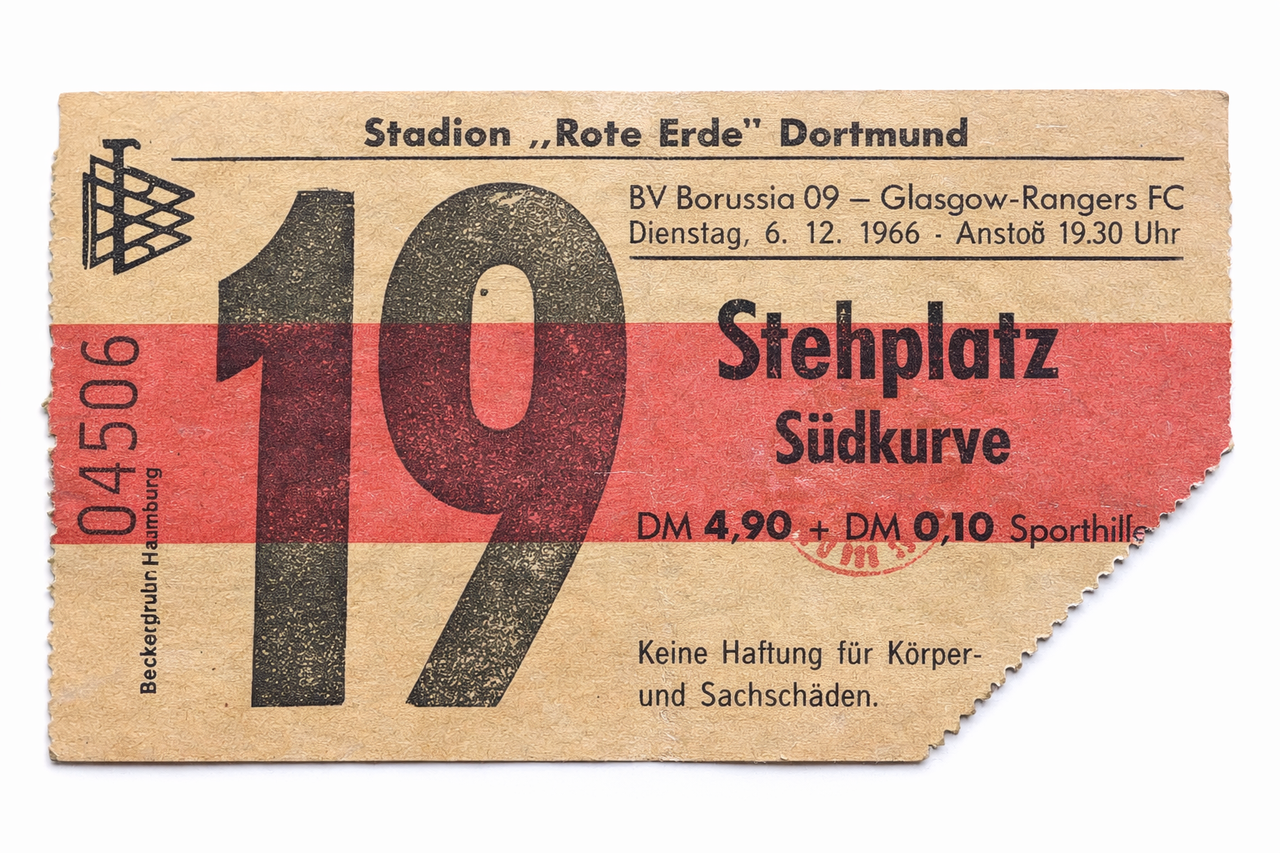 Stadion „Rote Erde” Dortmund
BV Borussia 09 – Glasgow-Rangers FC
Dienstag, 6. 12. 1966 - Anstoß 19.30 Uhr
19
Stehplatz
Südkurve
DM 4,90 + DM 0,10 Sporthilfe
Keine Haftung für Körper-
und Sachschäden.
04506
Hamburg